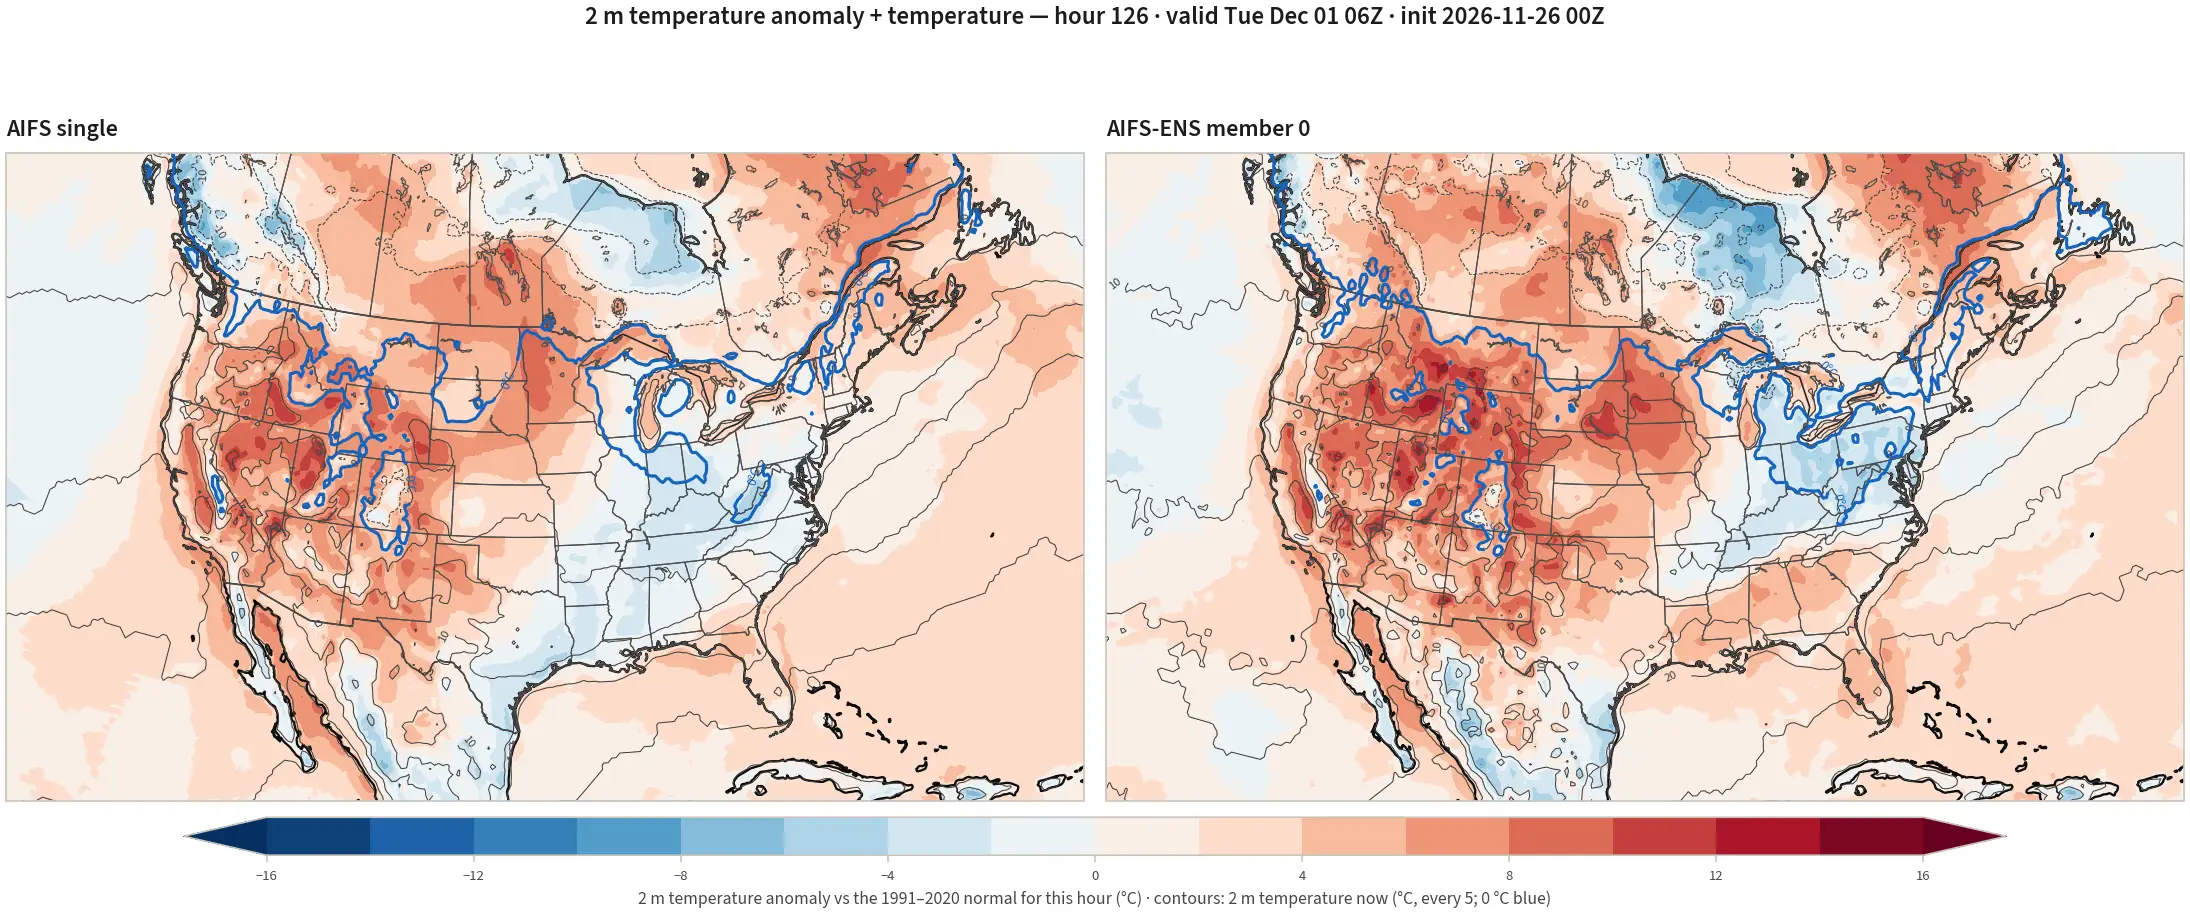 2 m temperature anomaly + temperature — hour 126 · valid Tue Dec 01 06Z · init 2026-11-26 00Z
AIFS single
AIFS-ENS member 0
−16 −12 −8 −4 0 4 8 12 16
2 m temperature anomaly vs the 1991–2020 normal for this hour (°C) · contours: 2 m temperature now (°C, every 5; 0 °C blue)